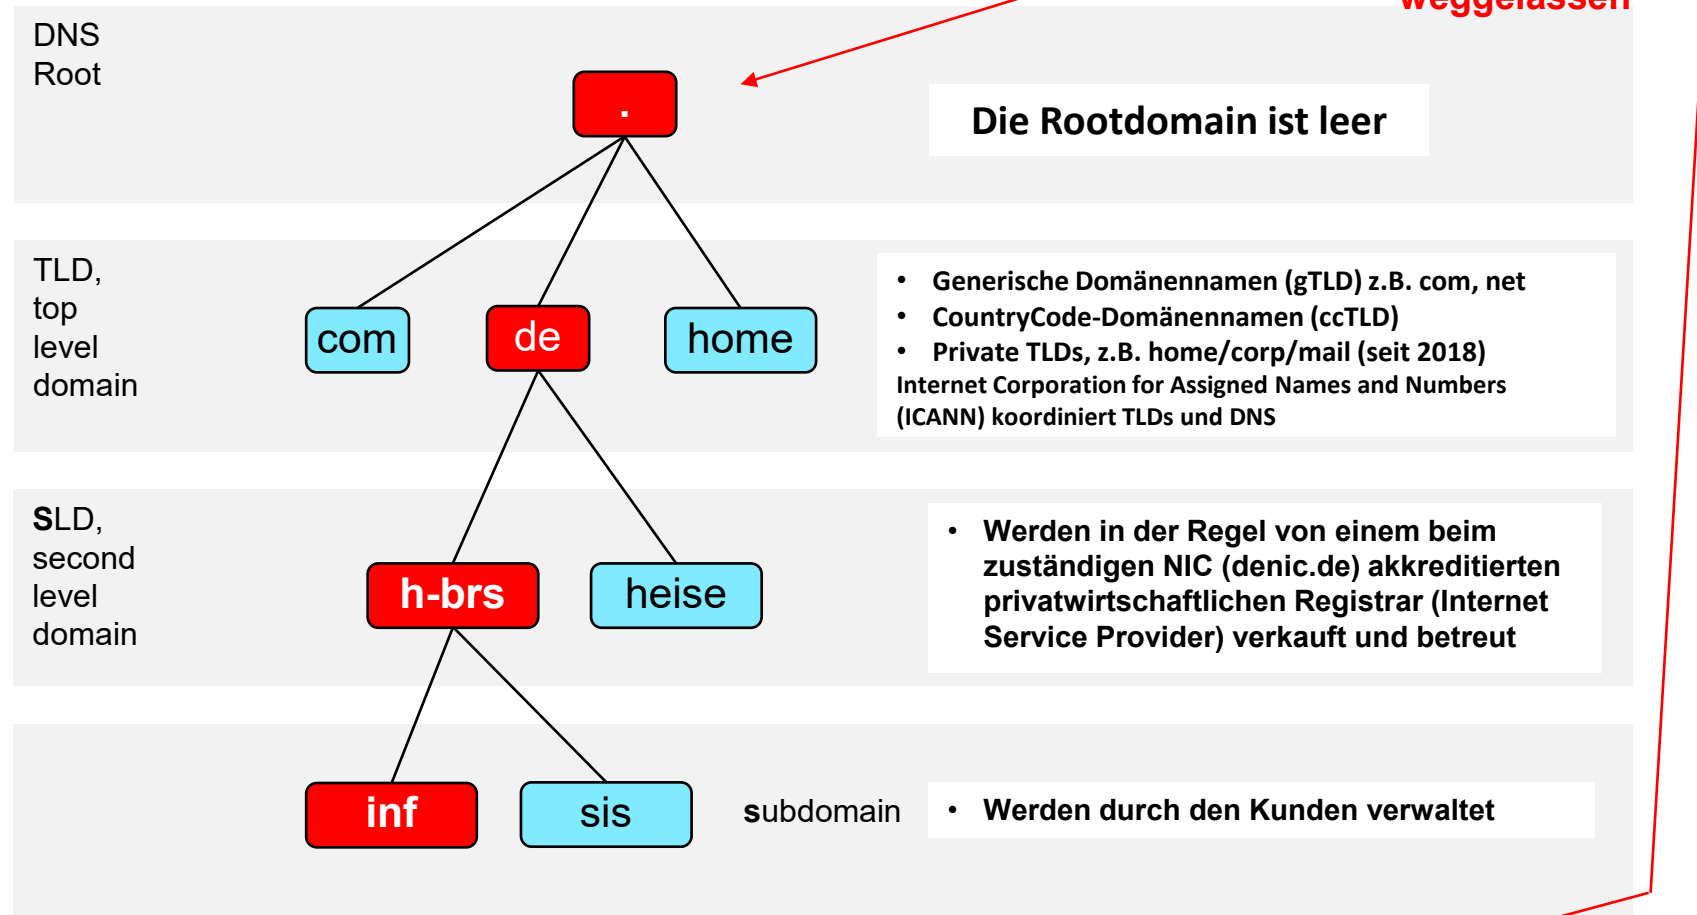 weggelassen
DNS
Root
.
Die Rootdomain ist leer
TLD,
top
level
domain
com
de
home
• Generische Domänennamen (gTLD) z.B. com, net
• CountryCode-Domänennamen (ccTLD)
• Private TLDs, z.B. home/corp/mail (seit 2018)
Internet Corporation for Assigned Names and Numbers
(ICANN) koordiniert TLDs und DNS
SLD,
second
level
domain
h-brs
heise
• Werden in der Regel von einem beim
zuständigen NIC (denic.de) akkreditierten
privatwirtschaftlichen Registrar (Internet
Service Provider) verkauft und betreut
inf
sis
subdomain
• Werden durch den Kunden verwaltet